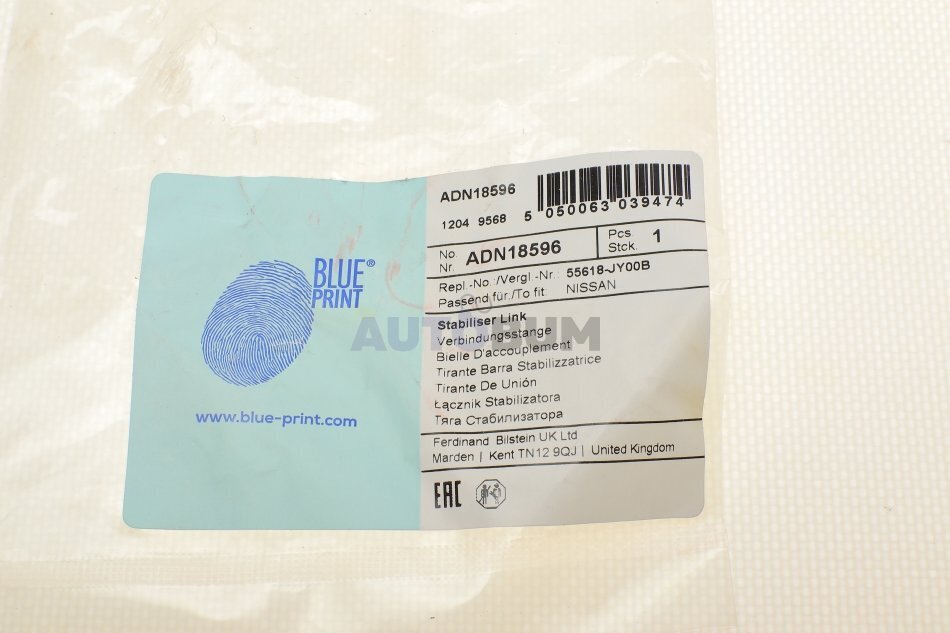 BLUE®
PRINT
www.blue-print.com
ADN18596
1204 9568
5 050063 039474
No. Nr. ADN18596
Pcs. Stck. 1
Repl.-No.:/Vergl.-Nr.: 55618-JY00B
Passend für:/To fit: NISSAN
Stabiliser Link
Verbindungsstange
Bielle D'accouplement
Tirante Barra Stabilizzatrice
Tirante De Unión
Łącznik Stabilizatora
Тяга Стабилизатора
Ferdinand Bilstein UK Ltd
Marden | Kent TN12 9QJ | United Kingdom
EAC
AUTOBUM